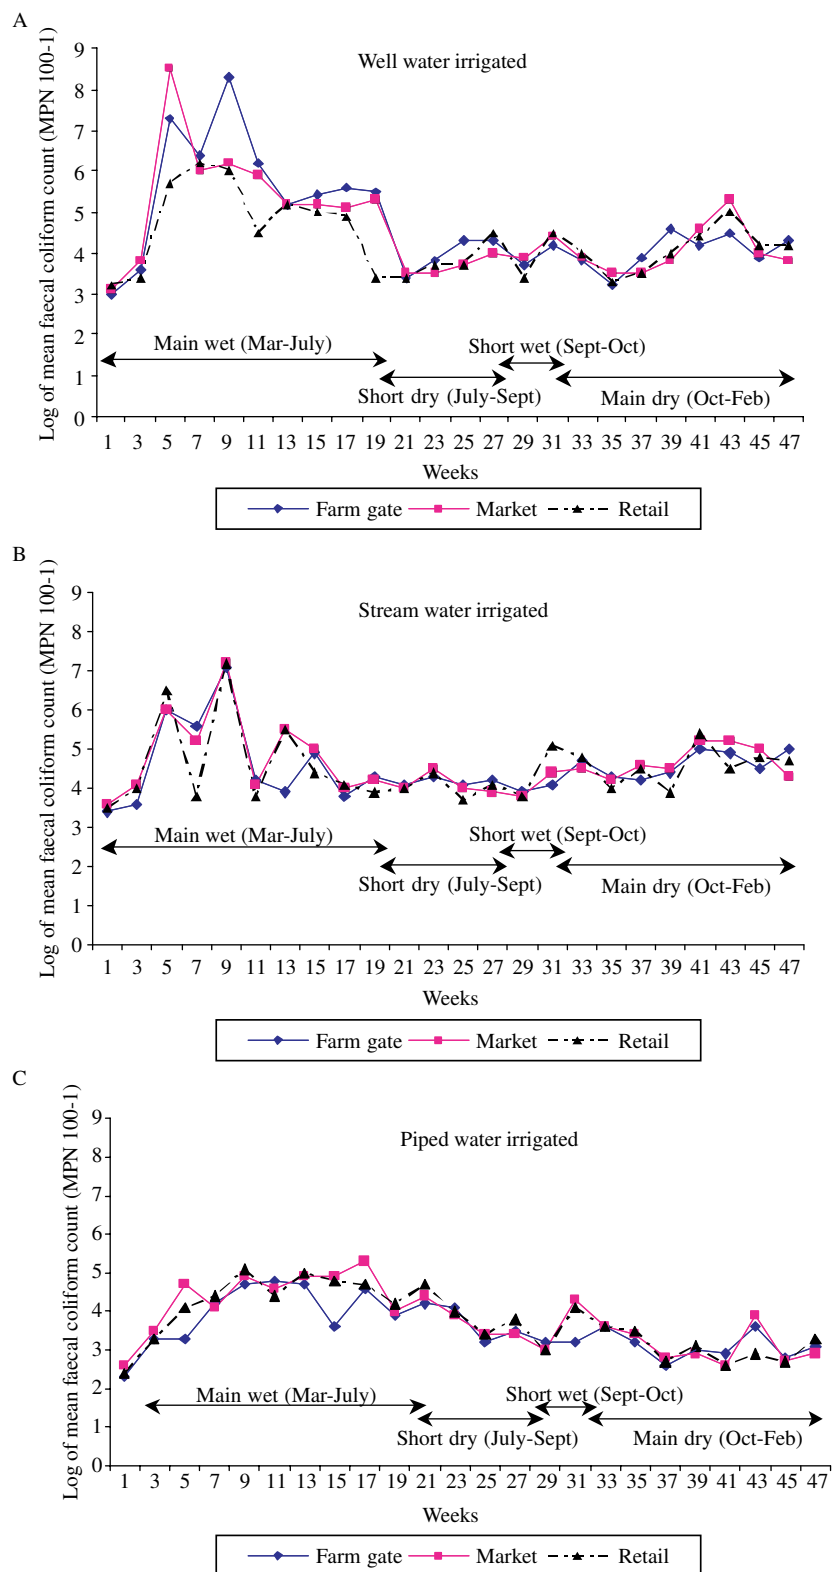 A
Log of mean faecal coliform count (MPN 100-1)
9
8
7
6
5
4
3
2
1
0
Well water irrigated
Main wet (Mar-July)
Short wet (Sept-Oct)
Short dry (July-Sept)
Main dry (Oct-Feb)
1 3 5 7 9 11 13 15 17 19 21 23 25 27 29 31 33 35 37 39 41 43 45 47
Weeks
Farm gate Market Retail
B
Log of mean faecal coliform count (MPN 100-1)
9
8
7
6
5
4
3
2
1
0
Stream water irrigated
Main wet (Mar-July)
Short wet (Sept-Oct)
Short dry (July-Sept)
Main dry (Oct-Feb)
1 3 5 7 9 11 13 15 17 19 21 23 25 27 29 31 33 35 37 39 41 43 45 47
Weeks
Farm gate Market Retail
C
Log of mean faecal coliform count (MPN 100-1)
9
8
7
6
5
4
3
2
1
0
Piped water irrigated
Main wet (Mar-July)
Short wet (Sept-Oct)
Short dry (July-Sept)
Main dry (Oct-Feb)
1 3 5 7 9 11 13 15 17 19 21 23 25 27 29 31 33 35 37 39 41 43 45 47
Weeks
Farm gate Market Retail